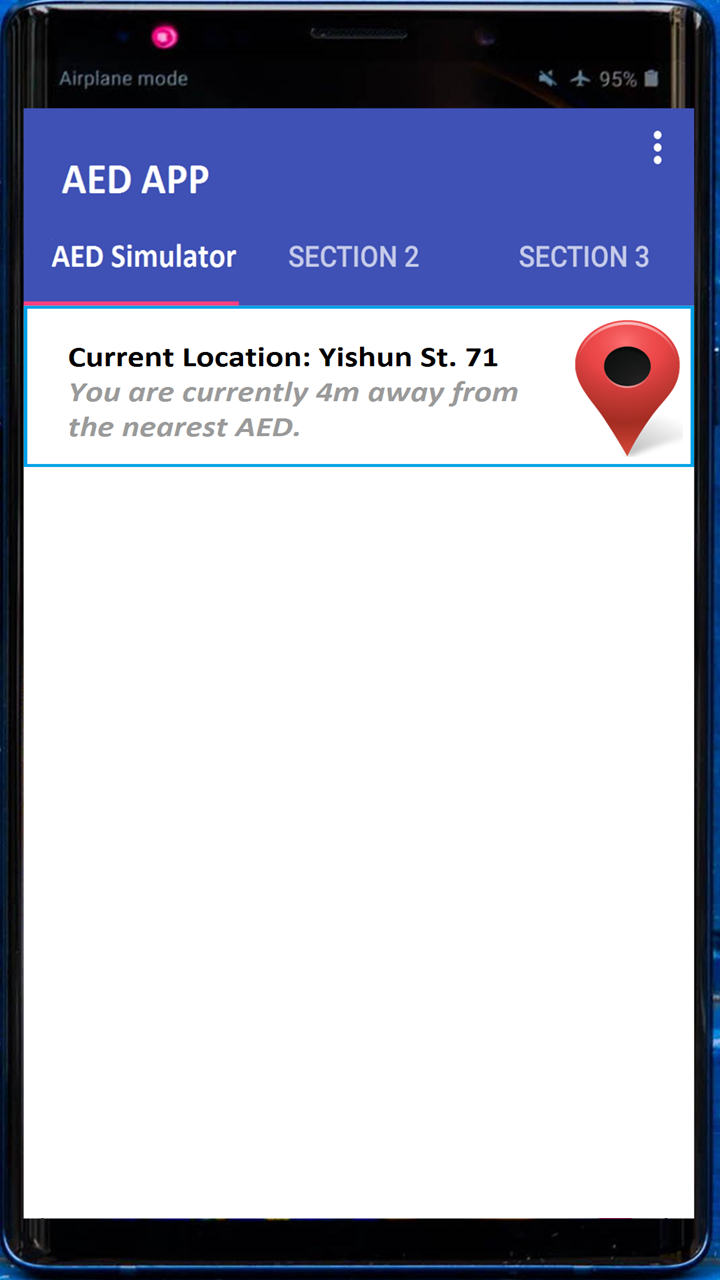 Airplane mode 95%
AED APP
AED Simulator SECTION 2 SECTION 3
Current Location: Yishun St. 71
You are currently 4m away from
the nearest AED.